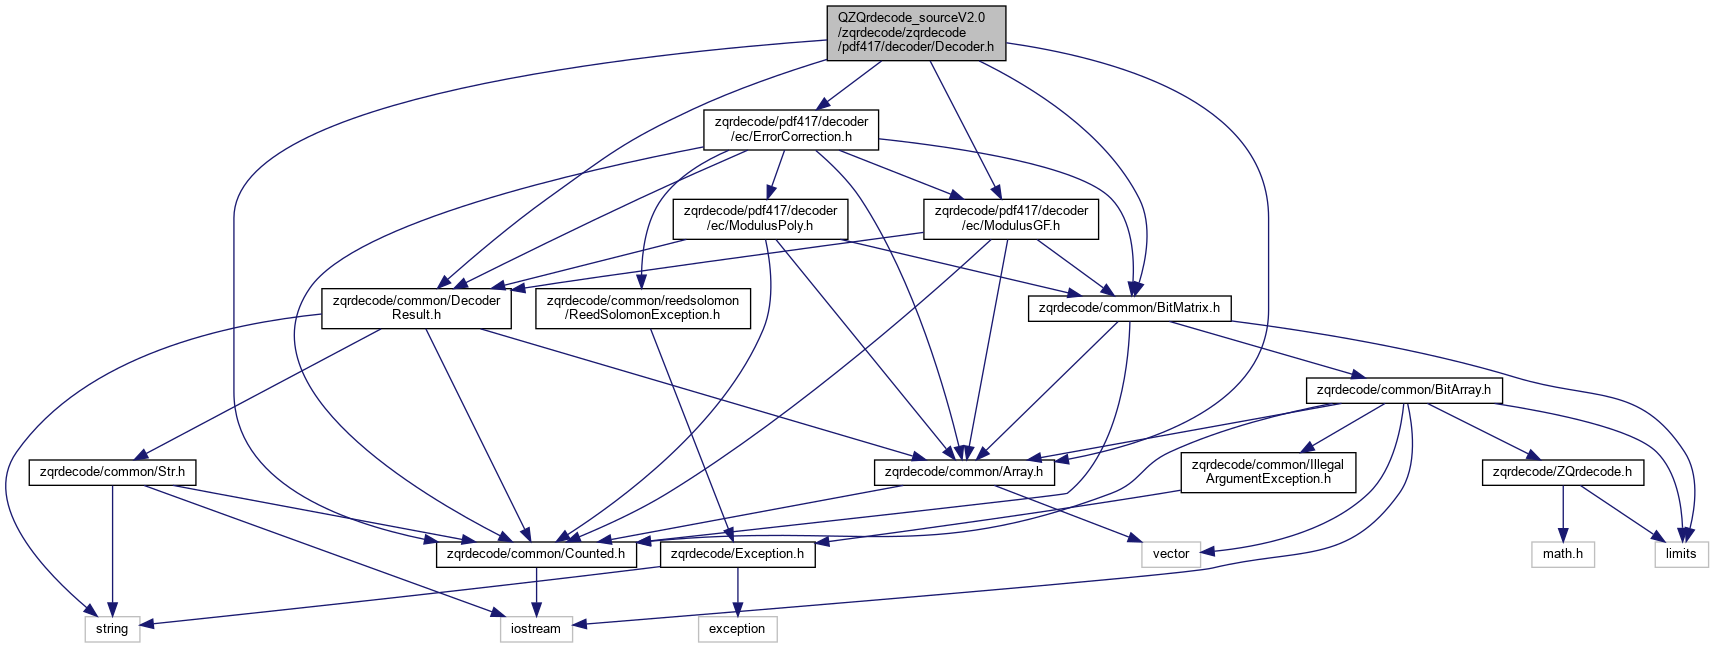 QZQrdecode_sourceV2.0
/zqrdecode/zqrdecode
/pdf417/decoder/Decoder.h
zqrdecode/pdf417/decoder
/ec/ErrorCorrection.h
zqrdecode/pdf417/decoder
/ec/ModulusPoly.h
zqrdecode/pdf417/decoder
/ec/ModulusGF.h
zqrdecode/common/Decoder
Result.h
zqrdecode/common/reedsolomon
/ReedSolomonException.h
zqrdecode/common/BitMatrix.h
zqrdecode/common/BitArray.h
zqrdecode/common/Str.h
zqrdecode/common/Array.h
zqrdecode/common/Illegal
ArgumentException.h
zqrdecode/ZQrdecode.h
zqrdecode/common/Counted.h
zqrdecode/Exception.h
vector
math.h
limits
string
iostream
exception